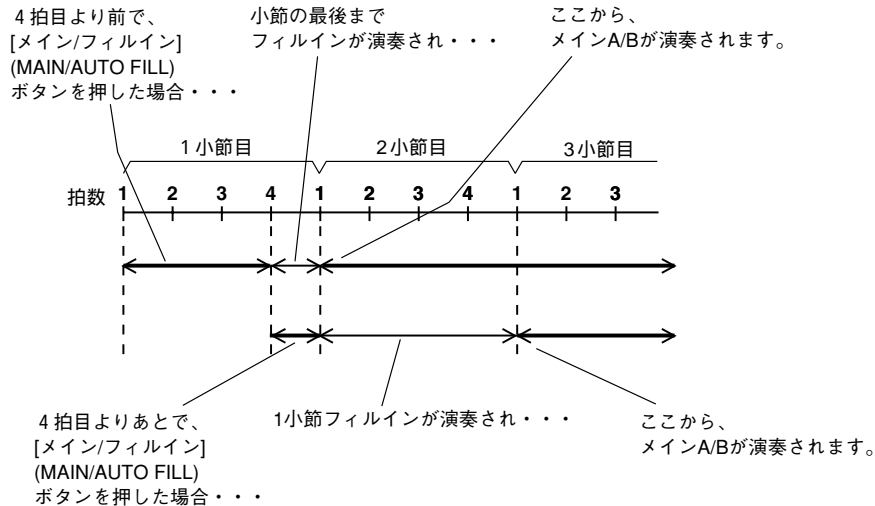 4拍目より前で、
[メイン/フィルイン]
(MAIN/AUTO FILL)
ボタンを押した場合・・・
小節の最後まで
フィルインが演奏され・・・
ここから、
メインA/Bが演奏されます。
1小節目 2小節目 3小節目
拍数 1 2 3 4 1 2 3 4 1 2 3
4拍目よりあとで、
[メイン/フィルイン]
(MAIN/AUTO FILL)
ボタンを押した場合・・・
1小節フィルインが演奏され・・・
ここから、
メインA/Bが演奏されます。